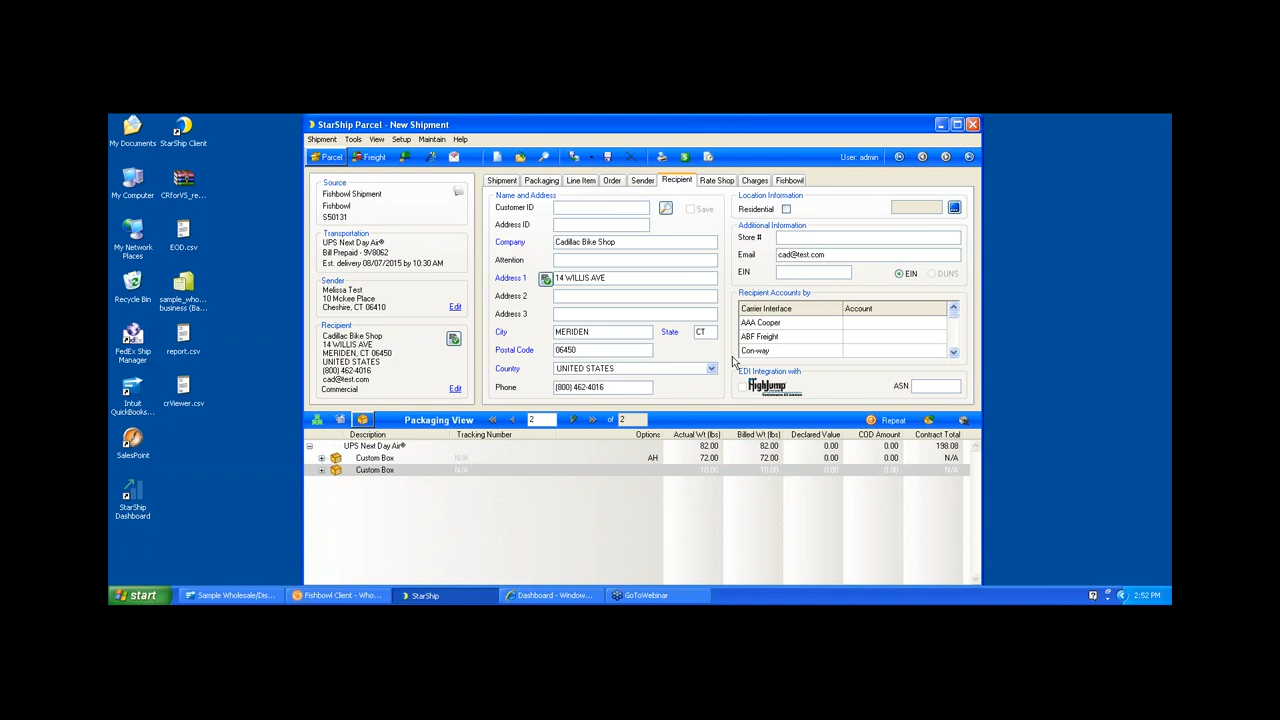 My Documents
StarShip Client
My Computer
CRforVS_re...
My Network Places
EOD.csv
Recycle Bin
sample_who... business (Ba...
FedEx Ship Manager
report.csv
Intuit QuickBooks...
crViewer.csv
SalesPoint
StarShip Dashboard
StarShip Parcel - New Shipment
Shipment Tools View Setup Maintain Help
Parcel Freight User: admin
Source
Fishbowl Shipment
Fishbowl
S50131
Transportation
UPS Next Day Air®
Bill Prepaid - 9V8062
Est. delivery 08/07/2015 by 10:30 AM
Sender
Melissa Test
10 Mckee Place
Cheshire, CT 06410 Edit
Recipient
Cadillac Bike Shop
14 WILLIS AVE
MERIDEN, CT 06450
UNITED STATES
(800) 462-4016
cad@test.com
Commercial Edit
Shipment Packaging Line Item Order Sender Recipient Rate Shop Charges Fishbowl
Name and Address
Customer ID Save
Address ID
Company Cadillac Bike Shop
Attention
Address 1 14 WILLIS AVE
Address 2
Address 3
City MERIDEN State CT
Postal Code 06450
Country UNITED STATES
Phone (800) 462-4016
Location Information
Residential
Additional Information
Store #
Email cad@test.com
EIN EIN DUNS
Recipient Accounts by
Carrier Interface Account
AAA Cooper
ABF Freight
Con-way
EDI Integration with
HighJump ASN
Packaging View 2 of 2 Repeat
Description Tracking Number Options Actual Wt (lbs) Billed Wt (lbs) Declared Value COD Amount Contract Total
UPS Next Day Air® 82.00 82.00 0.00 0.00 198.08
Custom Box N/A AH 72.00 72.00 0.00 0.00 N/A
Custom Box N/A 10.00 10.00 0.00 0.00 N/A
start Sample Wholesale/Dis... Fishbowl Client - Who... StarShip Dashboard - Window... GoToWebinar 2:52 PM